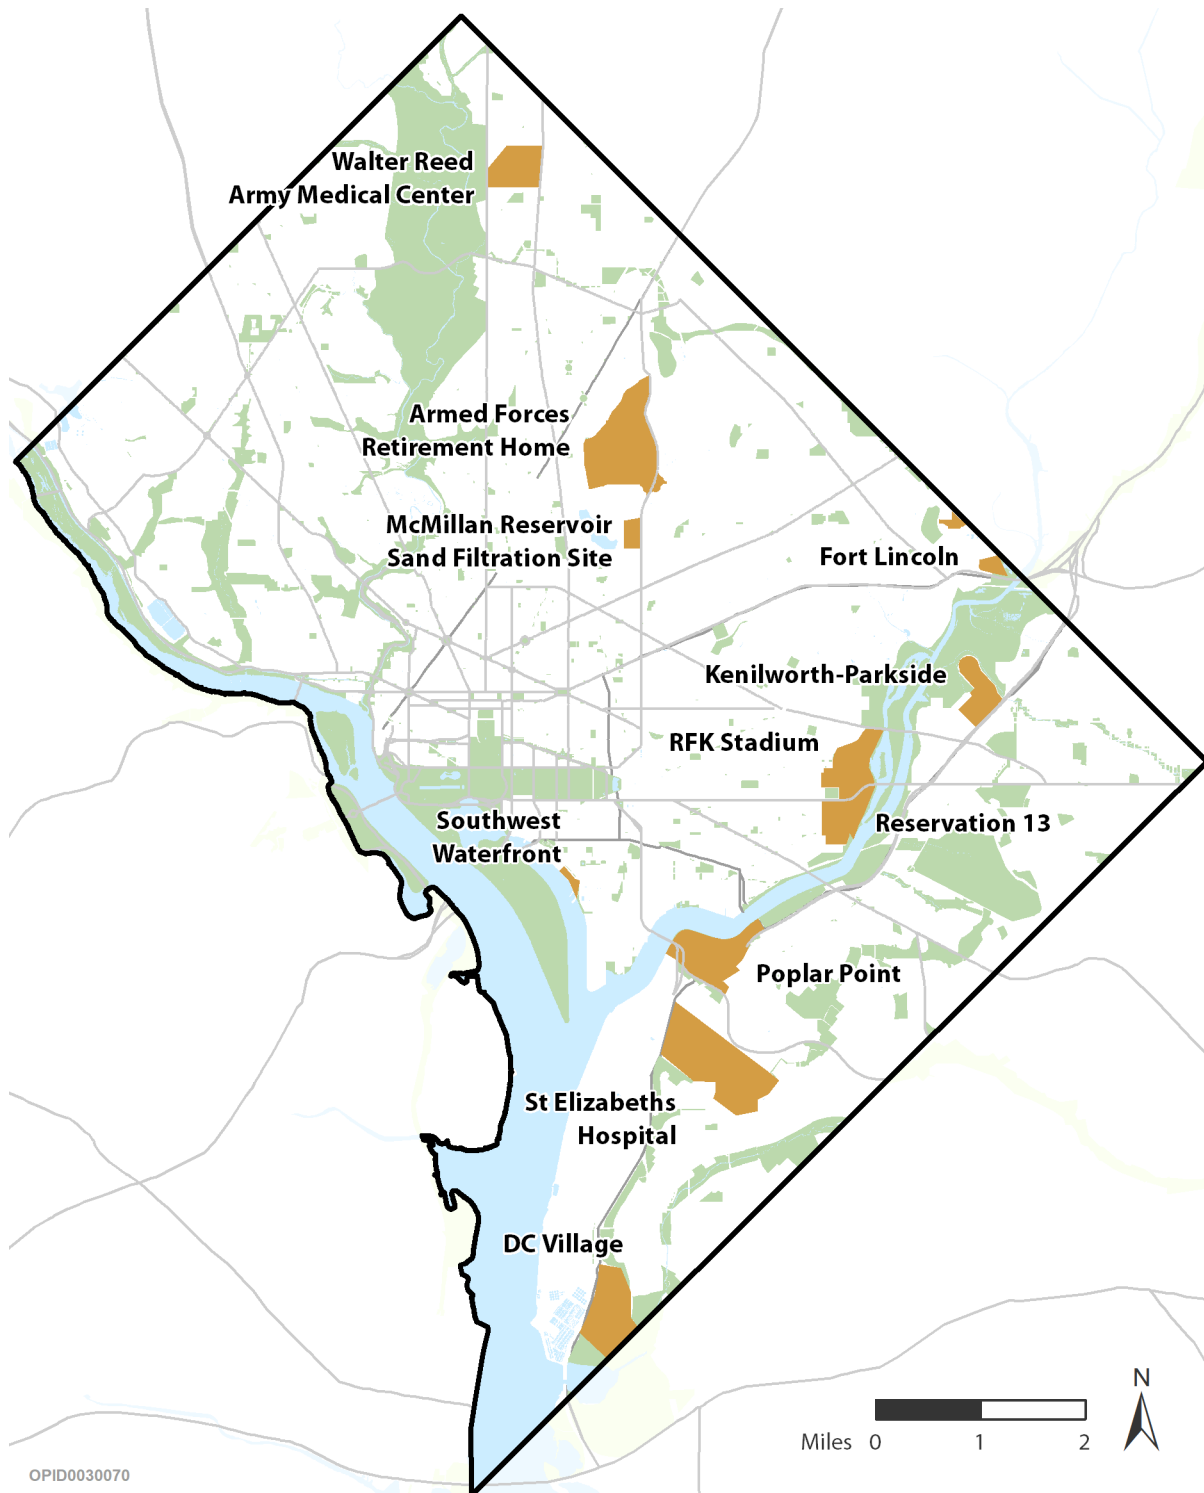 Walter Reed
Army Medical Center
Armed Forces
Retirement Home
McMillan Reservoir
Sand Filtration Site
Fort Lincoln
Kenilworth-Parkside
RFK Stadium
Southwest
Waterfront
Reservation 13
Poplar Point
St Elizabeths
Hospital
DC Village
N
Miles 0 1 2
OPID0030070